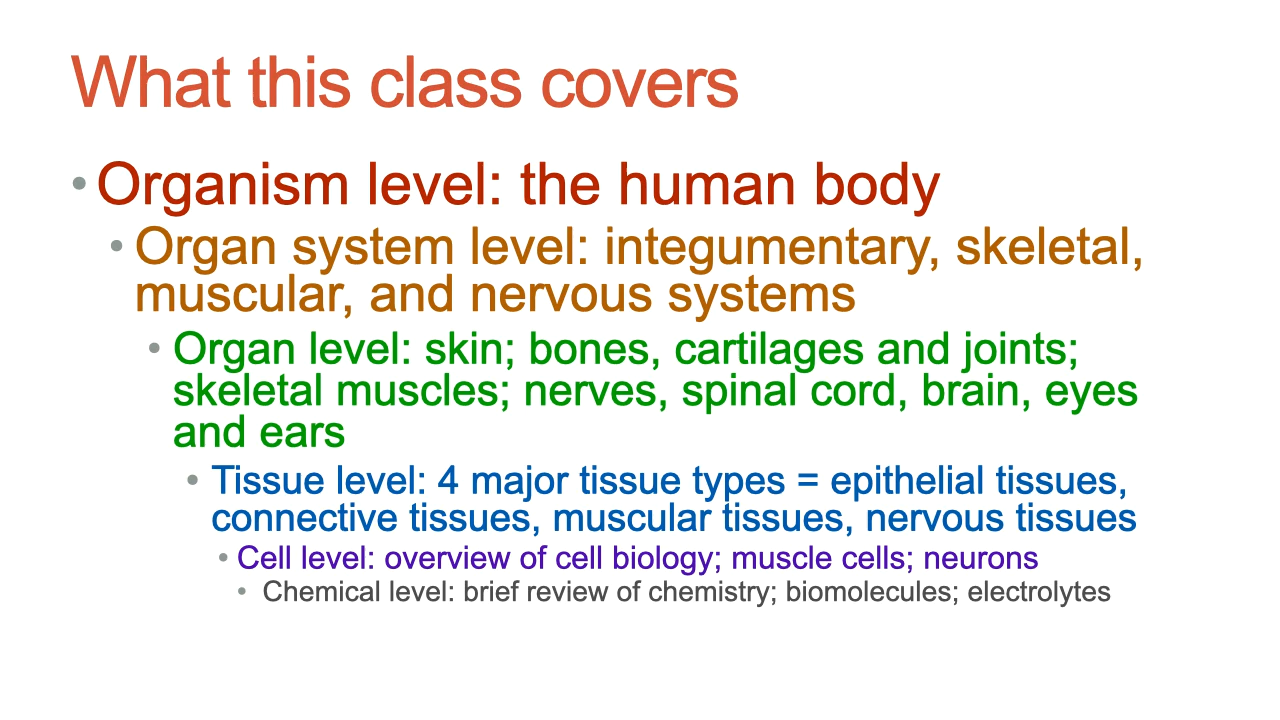 What this class covers
• Organism level: the human body
• Organ system level: integumentary, skeletal,
muscular, and nervous systems
• Organ level: skin; bones, cartilages and joints;
skeletal muscles; nerves, spinal cord, brain, eyes
and ears
• Tissue level: 4 major tissue types = epithelial tissues,
connective tissues, muscular tissues, nervous tissues
• Cell level: overview of cell biology; muscle cells; neurons
• Chemical level: brief review of chemistry; biomolecules; electrolytes